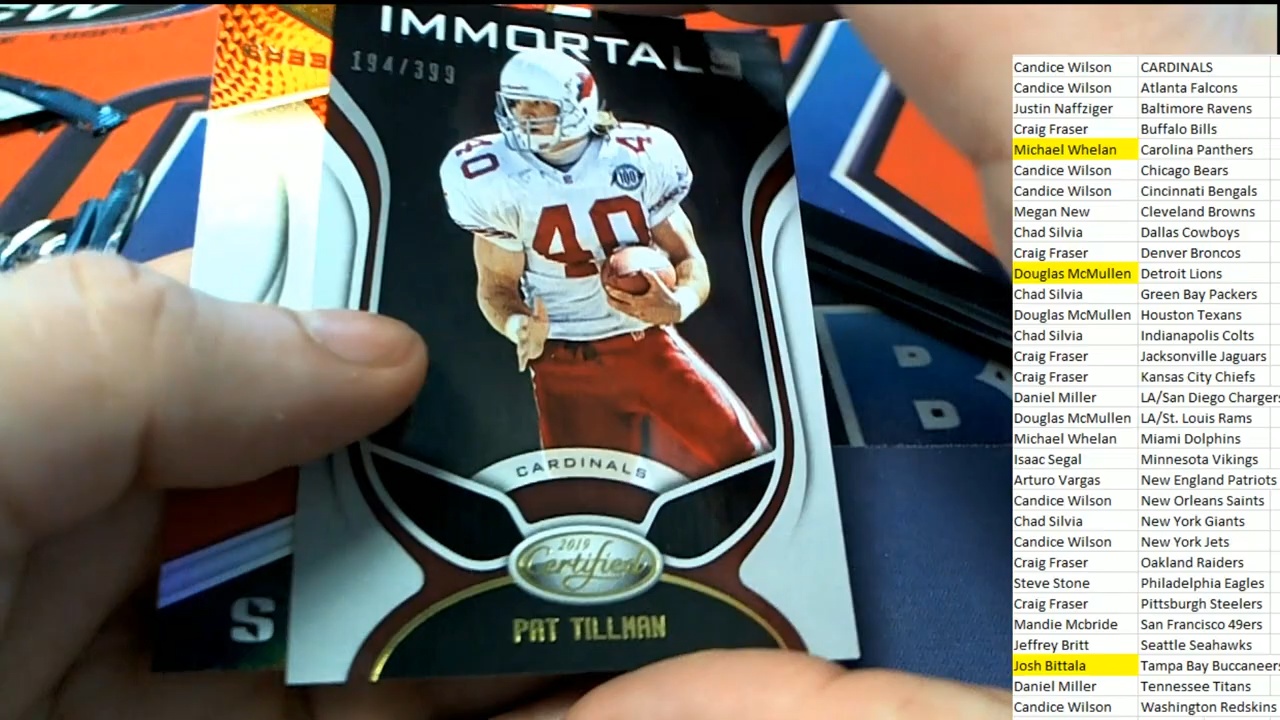 IMMORTALS
194/399
40
40
40
100
CARDINALS
2019
Certified
PAT TILLMAN
S
Candice Wilson CARDINALS
Candice Wilson Atlanta Falcons
Justin Naffziger Baltimore Ravens
Craig Fraser Buffalo Bills
Michael Whelan Carolina Panthers
Candice Wilson Chicago Bears
Candice Wilson Cincinnati Bengals
Megan New Cleveland Browns
Chad Silvia Dallas Cowboys
Craig Fraser Denver Broncos
Douglas McMullen Detroit Lions
Chad Silvia Green Bay Packers
Douglas McMullen Houston Texans
Chad Silvia Indianapolis Colts
Craig Fraser Jacksonville Jaguars
Craig Fraser Kansas City Chiefs
Daniel Miller LA/San Diego Chargers
Douglas McMullen LA/St. Louis Rams
Michael Whelan Miami Dolphins
Isaac Segal Minnesota Vikings
Arturo Vargas New England Patriots
Candice Wilson New Orleans Saints
Chad Silvia New York Giants
Candice Wilson New York Jets
Craig Fraser Oakland Raiders
Steve Stone Philadelphia Eagles
Craig Fraser Pittsburgh Steelers
Mandie Mcbride San Francisco 49ers
Jeffrey Britt Seattle Seahawks
Josh Bittala Tampa Bay Buccaneers
Daniel Miller Tennessee Titans
Candice Wilson Washington Redskins